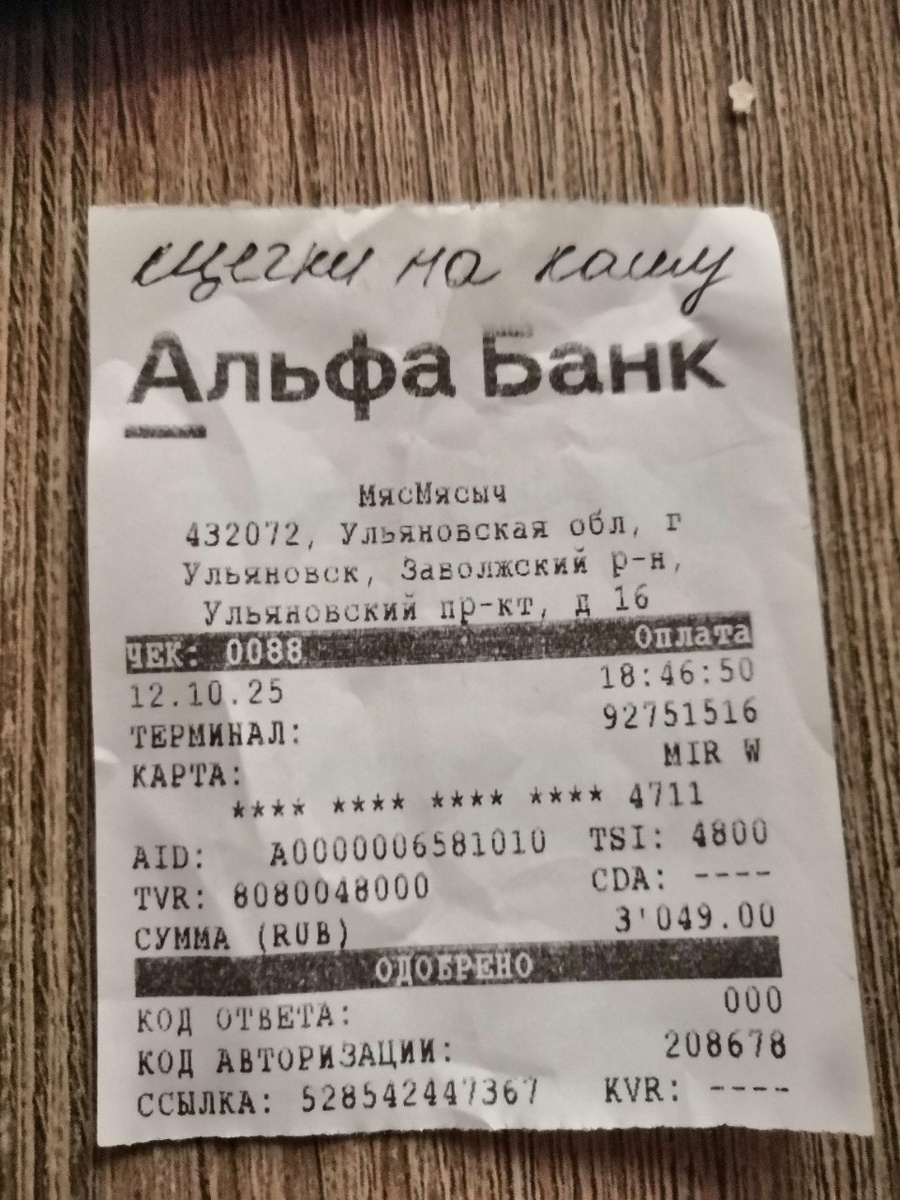 щечки на кашу
Альфа Банк
МясМясыч
432072, Ульяновская обл, г
Ульяновск, Заволжский р-н,
Ульяновский пр-кт, д 16
ЧЕК: 0088 Оплата
12.10.25 18:46:50
ТЕРМИНАЛ: 92751516
КАРТА: MIR W
**** **** **** **** 4711
AID: A0000006581010 TSI: 4800
TVR: 8080048000 CDA: ----
СУММА (RUB) 3'049.00
ОДОБРЕНО
КОД ОТВЕТА: 000
КОД АВТОРИЗАЦИИ: 208678
ССЫЛКА: 528542447367 KVR: ----